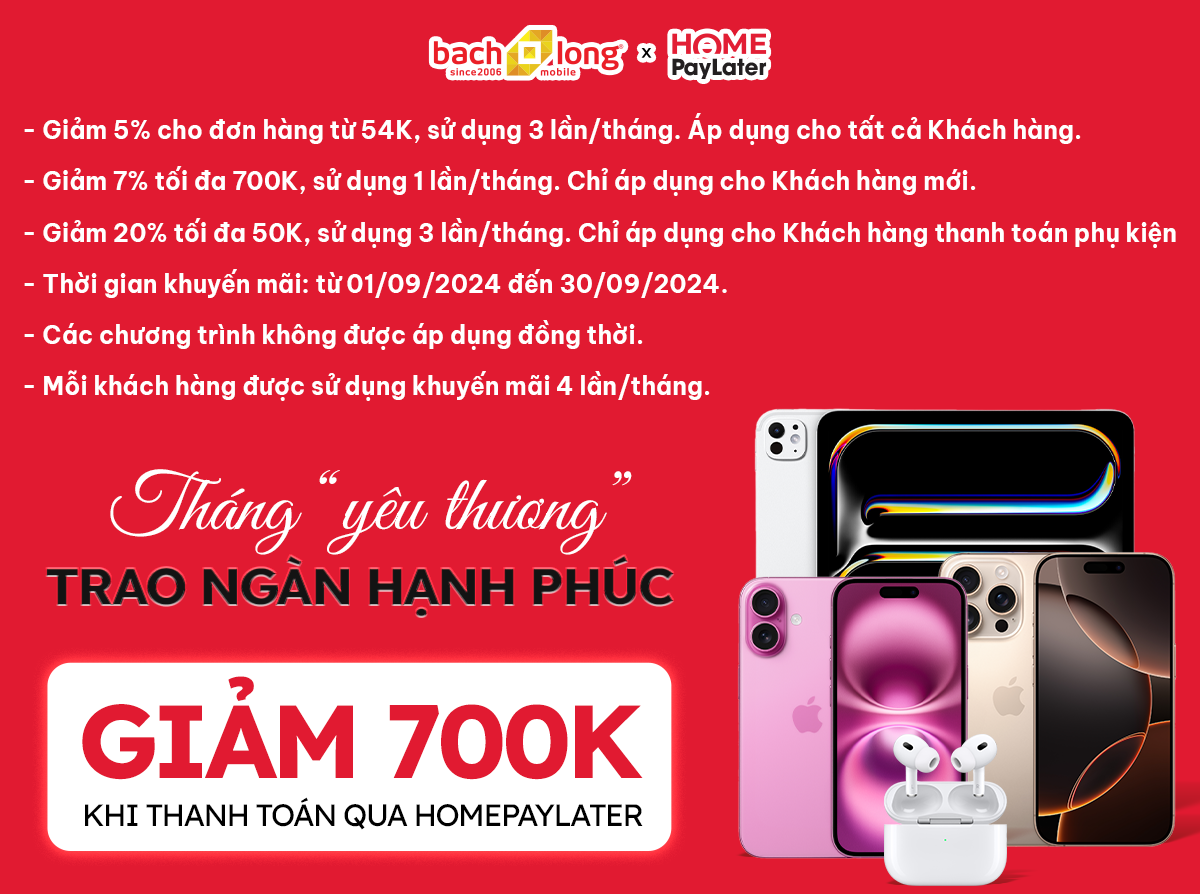 bach long
since2006 mobile
x
HOME
PayLater
- Giảm 5% cho đơn hàng từ 54K, sử dụng 3 lần/tháng. Áp dụng cho tất cả Khách hàng.
- Giảm 7% tối đa 700K, sử dụng 1 lần/tháng. Chỉ áp dụng cho Khách hàng mới.
- Giảm 20% tối đa 50K, sử dụng 3 lần/tháng. Chỉ áp dụng cho Khách hàng thanh toán phụ kiện
- Thời gian khuyến mãi: từ 01/09/2024 đến 30/09/2024.
- Các chương trình không được áp dụng đồng thời.
- Mỗi khách hàng được sử dụng khuyến mãi 4 lần/tháng.
Tháng “yêu thương”
TRAO NGÀN HẠNH PHÚC
GIẢM 700K
KHI THANH TOÁN QUA HOMEPAYLATER